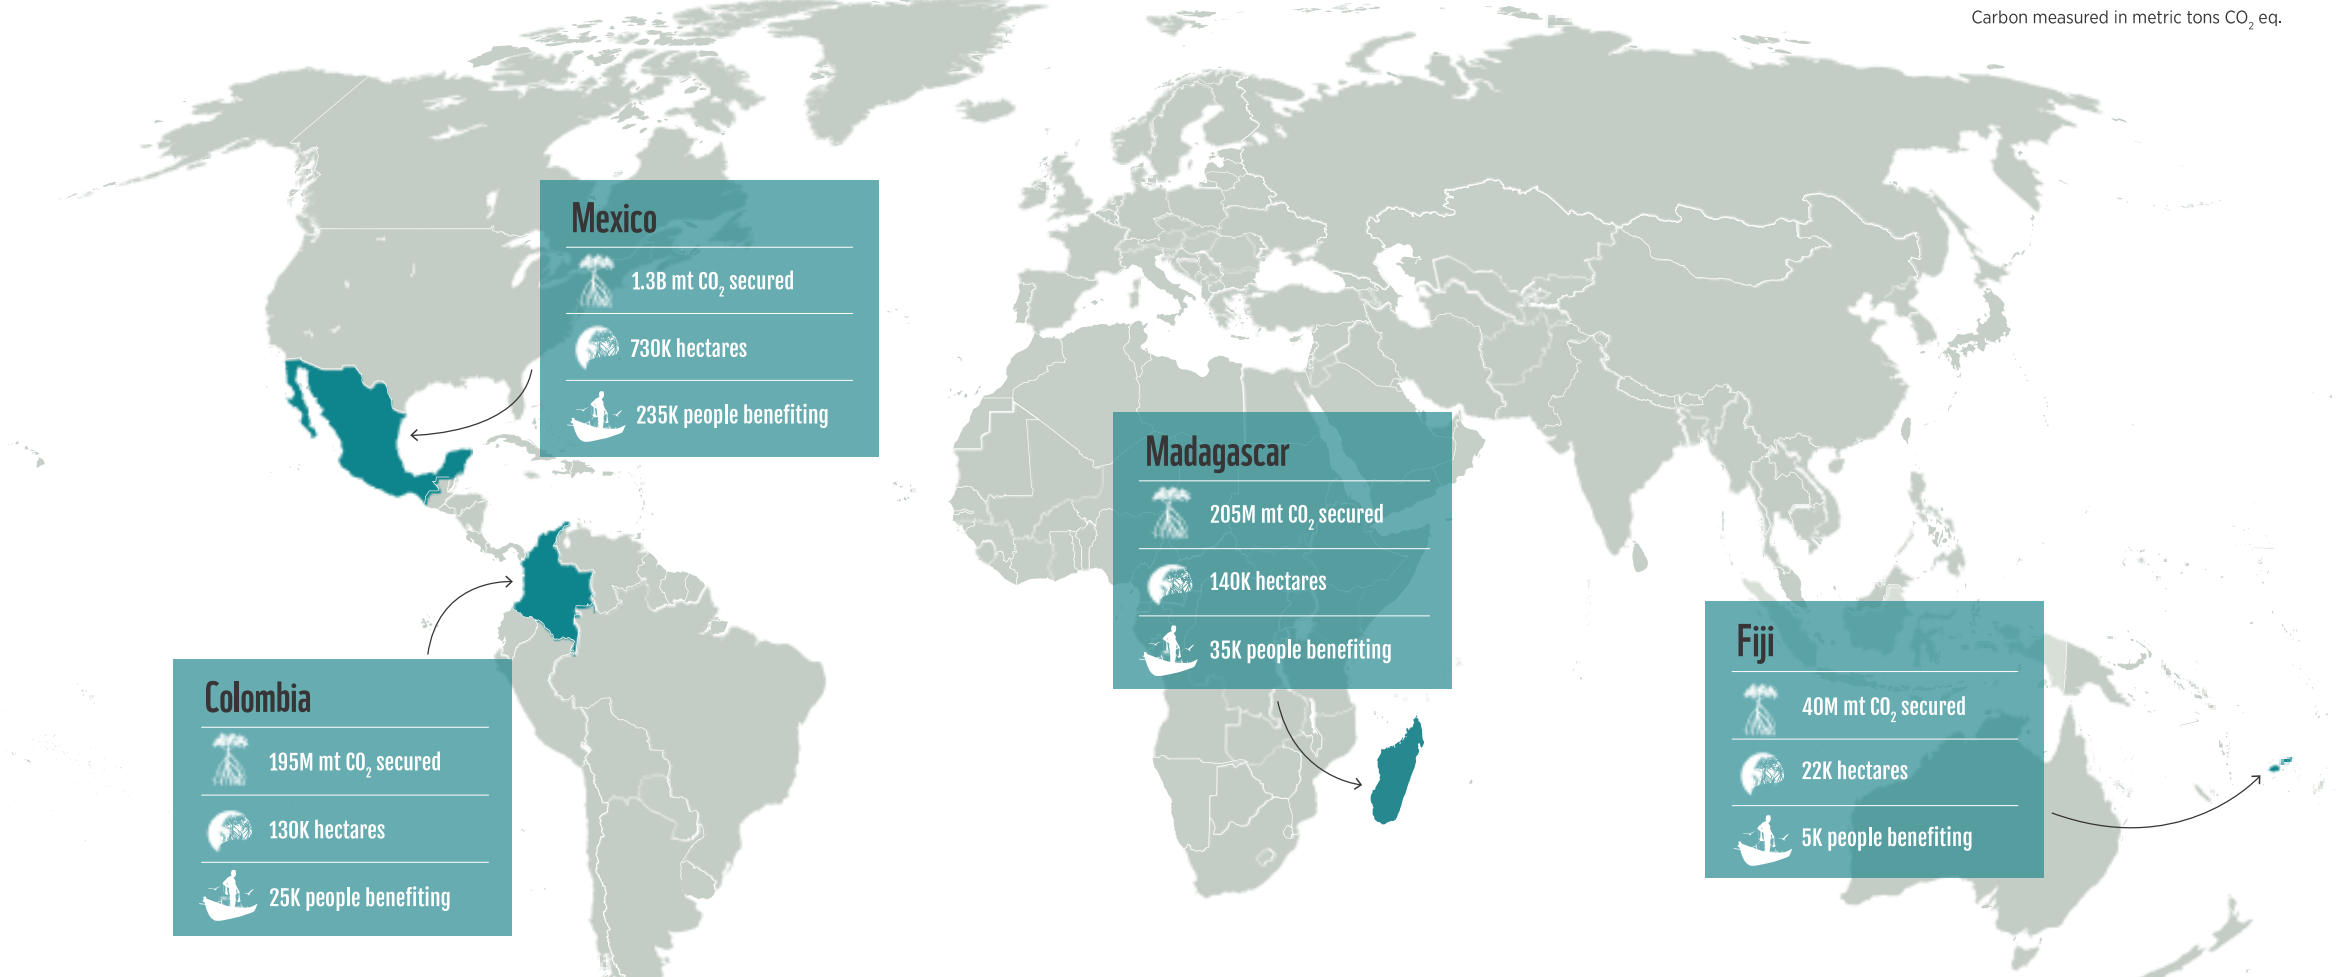 Carbon measured in metric tons CO₂ eq.
Mexico
1.3B mt CO₂ secured
730K hectares
235K people benefiting
Madagascar
205M mt CO₂ secured
140K hectares
35K people benefiting
Fiji
40M mt CO₂ secured
22K hectares
5K people benefiting
Colombia
195M mt CO₂ secured
130K hectares
25K people benefiting